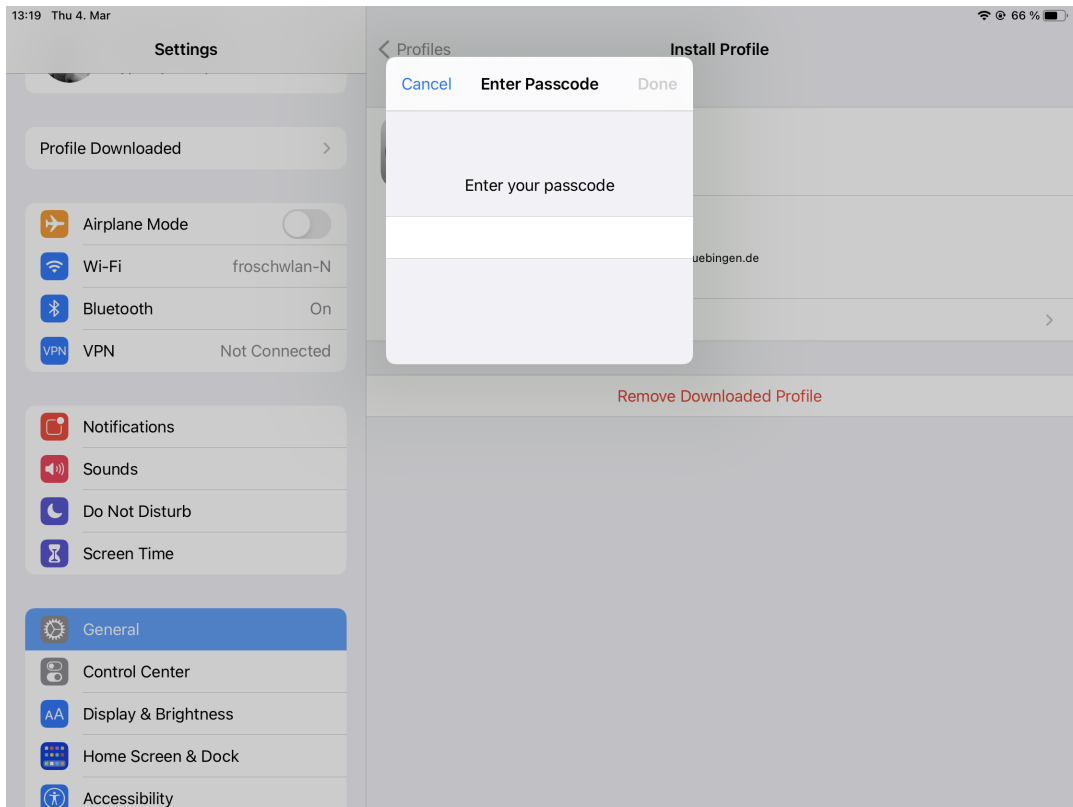 13:19 Thu 4. Mar
66 %
Settings
Profiles
Install Profile
Cancel
Enter Passcode
Done
Profile Downloaded
Enter your passcode
Airplane Mode
uebingen.de
Wi-Fi
froschwlan-N
Bluetooth
On
VPN
VPN
Not Connected
Remove Downloaded Profile
Notifications
Sounds
Do Not Disturb
Screen Time
General
Control Center
AA
Display & Brightness
Home Screen & Dock
Accessibility